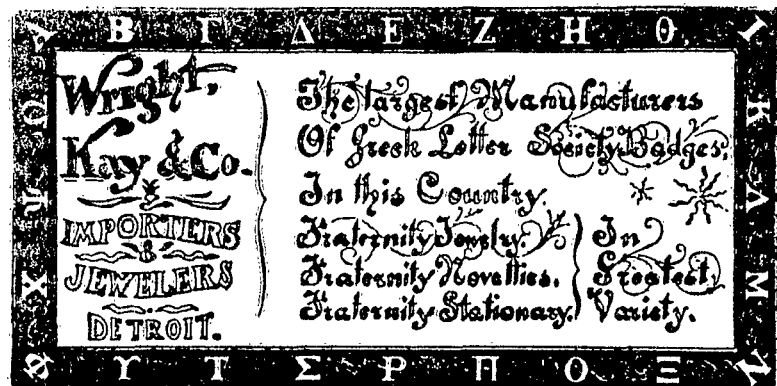 Α Β Γ Δ Ε Ζ Η Θ Ι
Κ Λ Μ Ν
Φ Υ Τ Σ Ρ Π Ο Ξ
Χ Ψ Ω
Wright,
Kay & Co.
IMPORTERS
&
JEWELERS
DETROIT.
The largest Manufacturers
Of Greek Letter Society Badges,
In this Country.
Fraternity Jewelry.
Fraternity Novelties.
Fraternity Stationary.
In
Greatest
Variety.